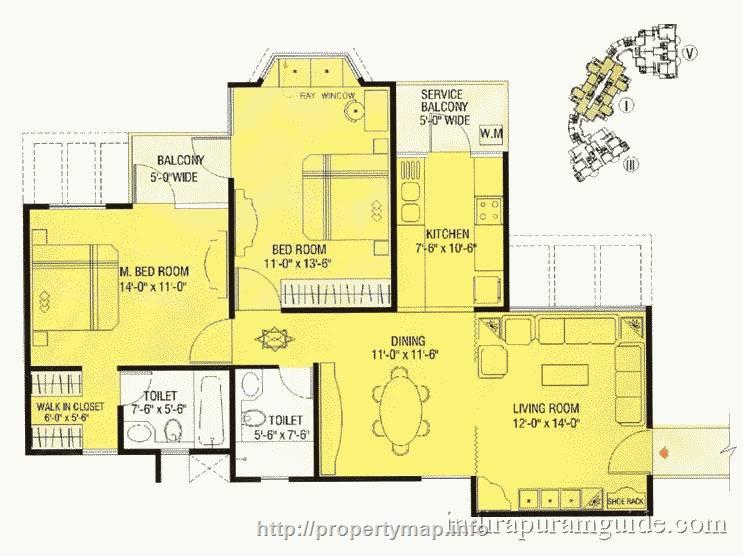 V
I
III
BAY WINDOW
SERVICE
BALCONY
5'-0" WIDE
W.M
BALCONY
5'-0" WIDE
KITCHEN
7'-6" x 10'-6"
BED ROOM
11'-0" x 13'-6"
M. BED ROOM
14'-0" x 11'-0"
DINING
11'-0" x 11'-6"
LIVING ROOM
12'-0" x 14'-0"
WALK IN CLOSET
6'-0" x 5'-6"
TOILET
7'-6" x 5'-6"
TOILET
5'-6" x 7'-6"
SHOE RACK
http://propertymap.info
indirapuramguide.com